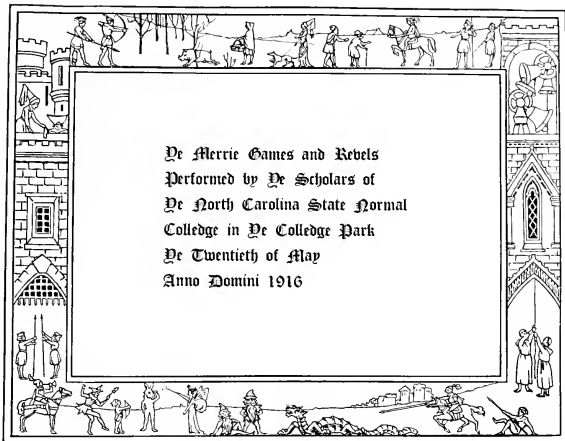 Ye Merrie Games and Revels
Performed by Ye Scholars of
Ye North Carolina State Normal
Colledge in Ye Colledge Park
Ye Twentieth of May
Anno Domini 1916